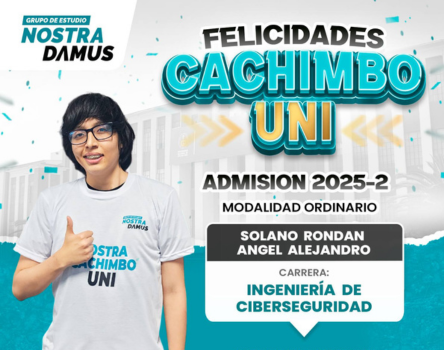 GRUPO DE ESTUDIO
NOSTRA
DAMUS
FELICIDADES
CACHIMBO
UNI
ADMISION 2025-2
MODALIDAD ORDINARIO
SOLANO RONDAN
ANGEL ALEJANDRO
CARRERA:
INGENIERÍA DE
CIBERSEGURIDAD
NOSTRA
DAMUS
NOSTRA
CACHIMBO
UNI